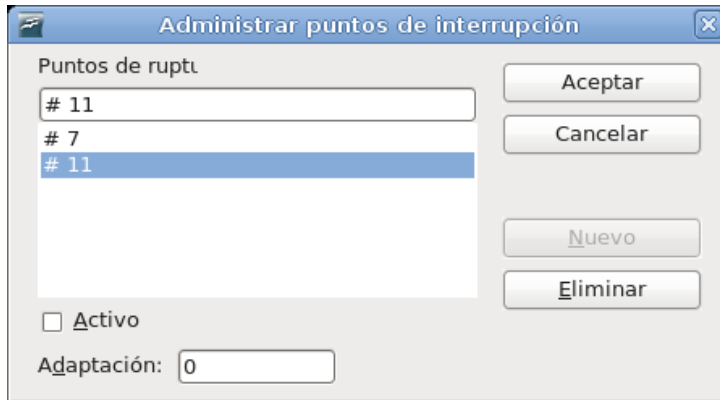 Administrar puntos de interrupción
Puntos de ruptu
# 11
# 7
# 11
Activo
Adaptación: 0
Aceptar
Cancelar
Nuevo
Eliminar